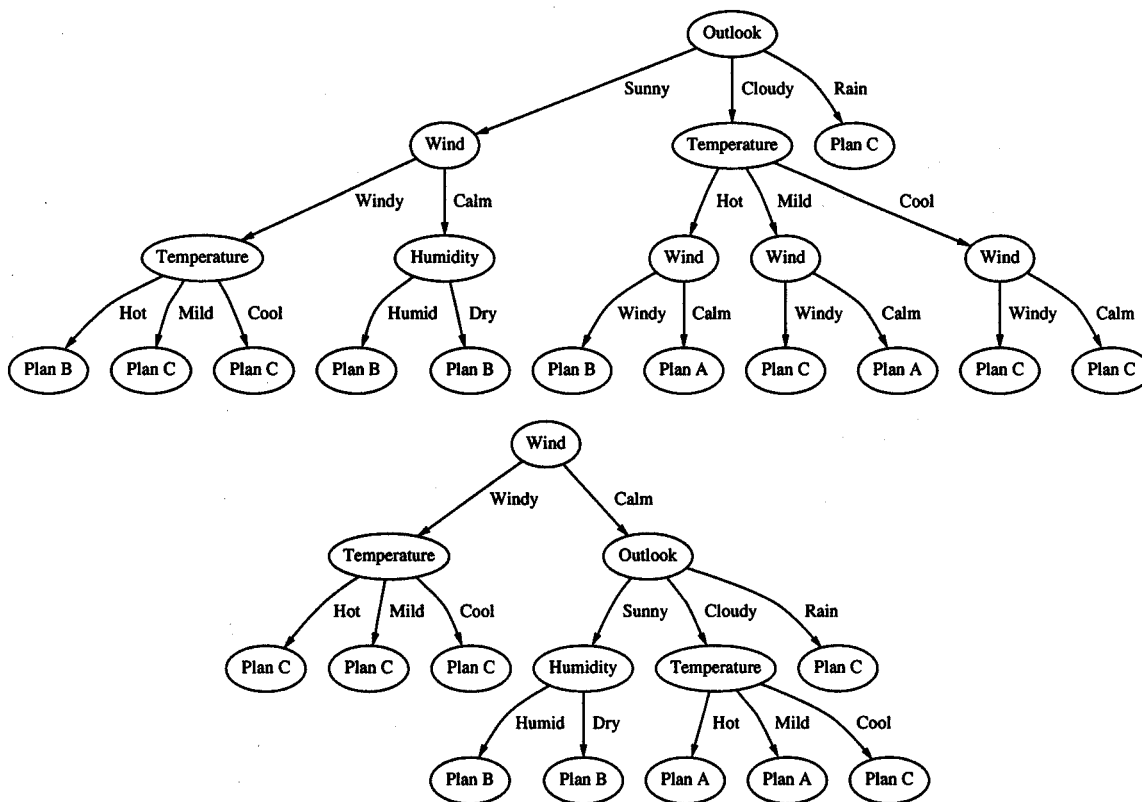 Outlook
Sunny Cloudy Rain
Wind Temperature Plan C
Windy Calm Hot Mild Cool
Temperature Humidity Wind Wind Wind
Hot Mild Cool Humid Dry Windy Calm Windy Calm Windy Calm
Plan B Plan C Plan C Plan B Plan B Plan B Plan A Plan C Plan A Plan C Plan C
Wind
Windy Calm
Temperature Outlook
Hot Mild Cool Sunny Cloudy Rain
Plan C Plan C Plan C Humidity Temperature Plan C
Humid Dry Hot Mild Cool
Plan B Plan B Plan A Plan A Plan C